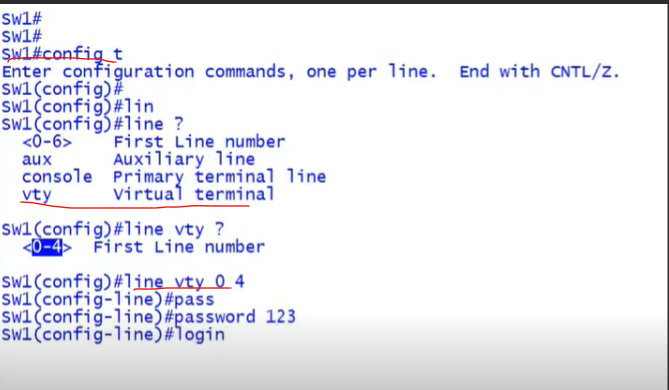 SW1#
SW1#
SW1#config t
Enter configuration commands, one per line.  End with CNTL/Z.
SW1(config)#
SW1(config)#lin
SW1(config)#line ?
  <0-6>    First Line number
  aux      Auxiliary line
  console  Primary terminal line
  vty      Virtual terminal
SW1(config)#line vty ?
  <0-4>  First Line number
SW1(config)#line vty 0 4
SW1(config-line)#pass
SW1(config-line)#password 123
SW1(config-line)#login